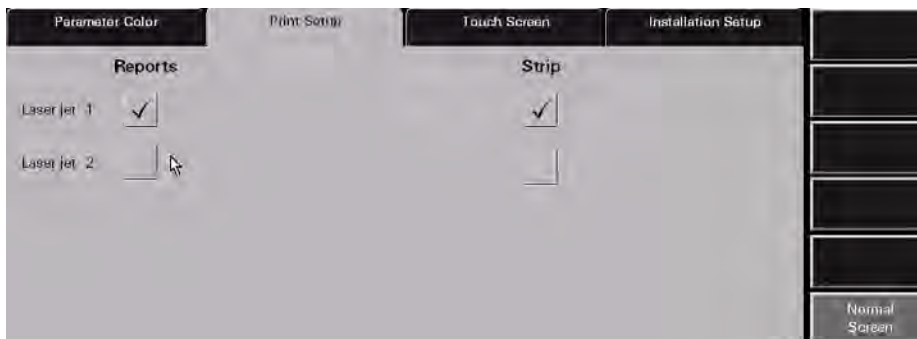 Parameter Color Print Setup Touch Screen Installation Setup
Reports Strip
Laser jet 1
Laser jet 2
Normal
Screen